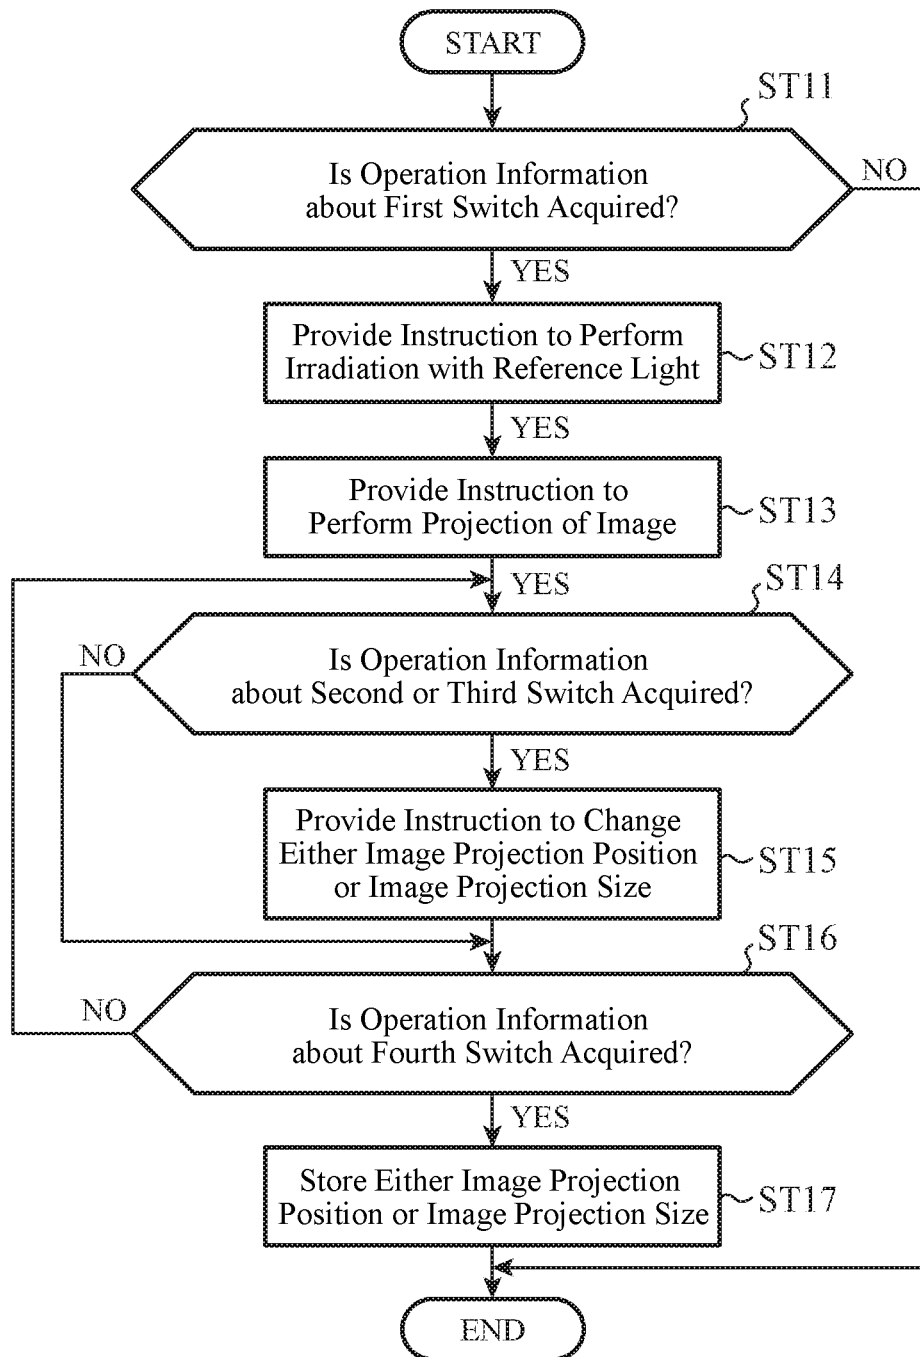 START
ST11
Is Operation Information
about First Switch Acquired?
NO
YES
Provide Instruction to Perform
Irradiation with Reference Light
ST12
YES
Provide Instruction to
Perform Projection of Image
ST13
YES
ST14
NO
Is Operation Information
about Second or Third Switch Acquired?
YES
Provide Instruction to Change
Either Image Projection Position
or Image Projection Size
ST15
ST16
NO
Is Operation Information
about Fourth Switch Acquired?
YES
Store Either Image Projection
Position or Image Projection Size
ST17
END